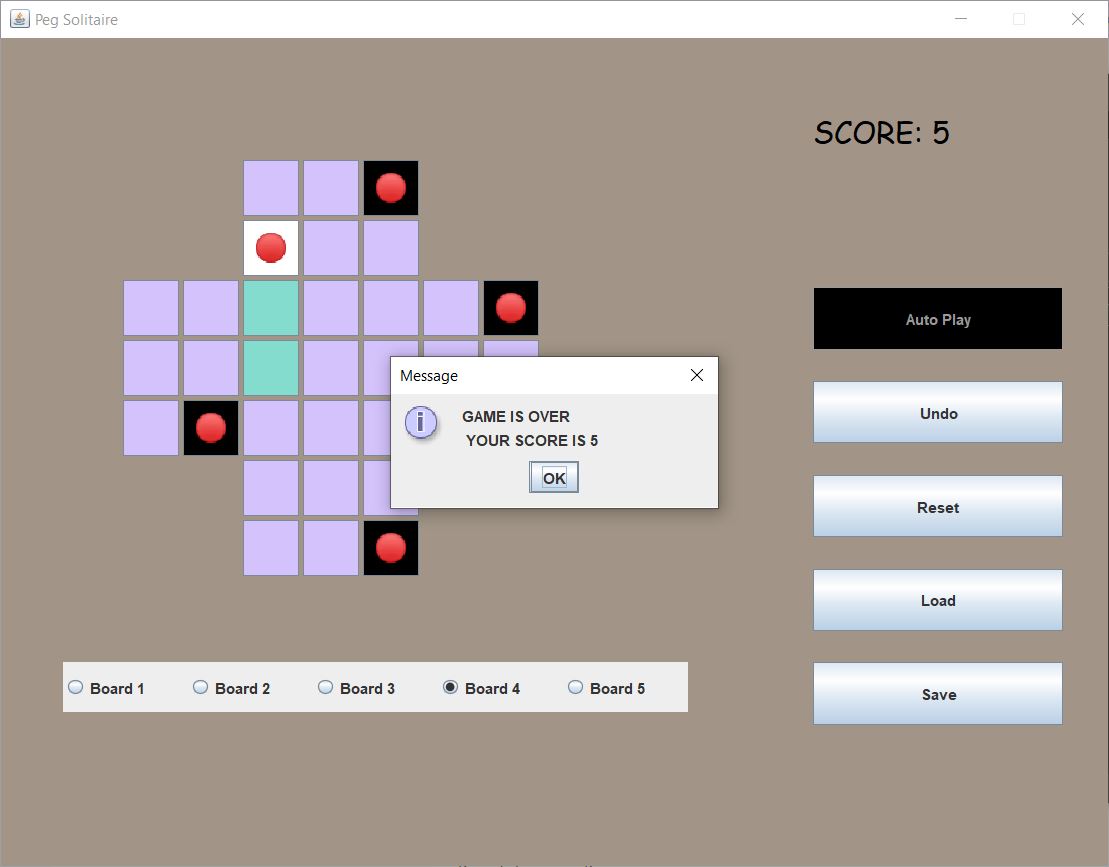 Peg Solitaire
SCORE: 5
Auto Play
Message
GAME IS OVER
YOUR SCORE IS 5
OK
Undo
Reset
Load
Save
Board 1
Board 2
Board 3
Board 4
Board 5